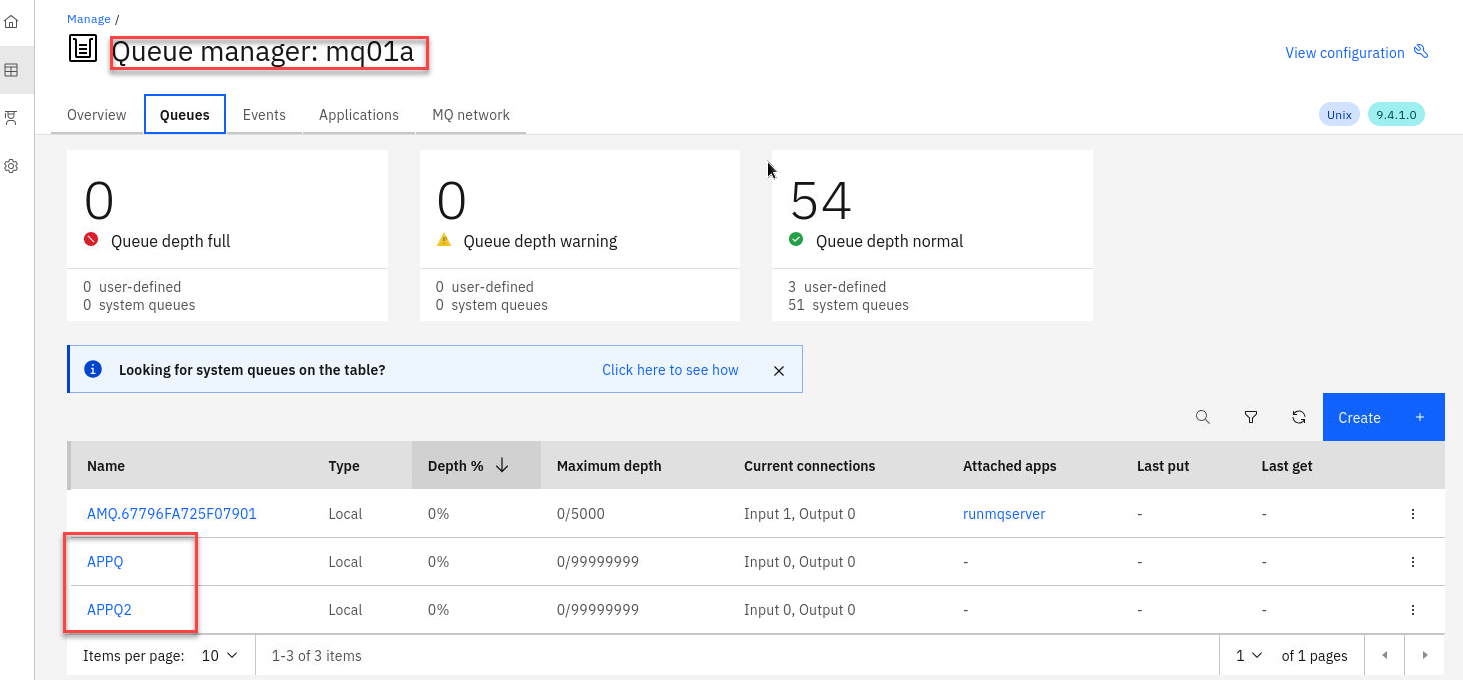 Manage /
Queue manager: mq01a
View configuration
Overview Queues Events Applications MQ network
Unix 9.4.1.0
0 0 54
Queue depth full Queue depth warning Queue depth normal
0 user-defined 0 user-defined 3 user-defined
0 system queues 0 system queues 51 system queues
Looking for system queues on the table? Click here to see how
Create +
Name Type Depth % Maximum depth Current connections Attached apps Last put Last get
AMQ.67796FA725F07901 Local 0% 0/5000 Input 1, Output 0 runmqserver - -
APPQ Local 0% 0/99999999 Input 0, Output 0 - - -
APPQ2 Local 0% 0/99999999 Input 0, Output 0 - - -
Items per page: 10 1-3 of 3 items 1 of 1 pages